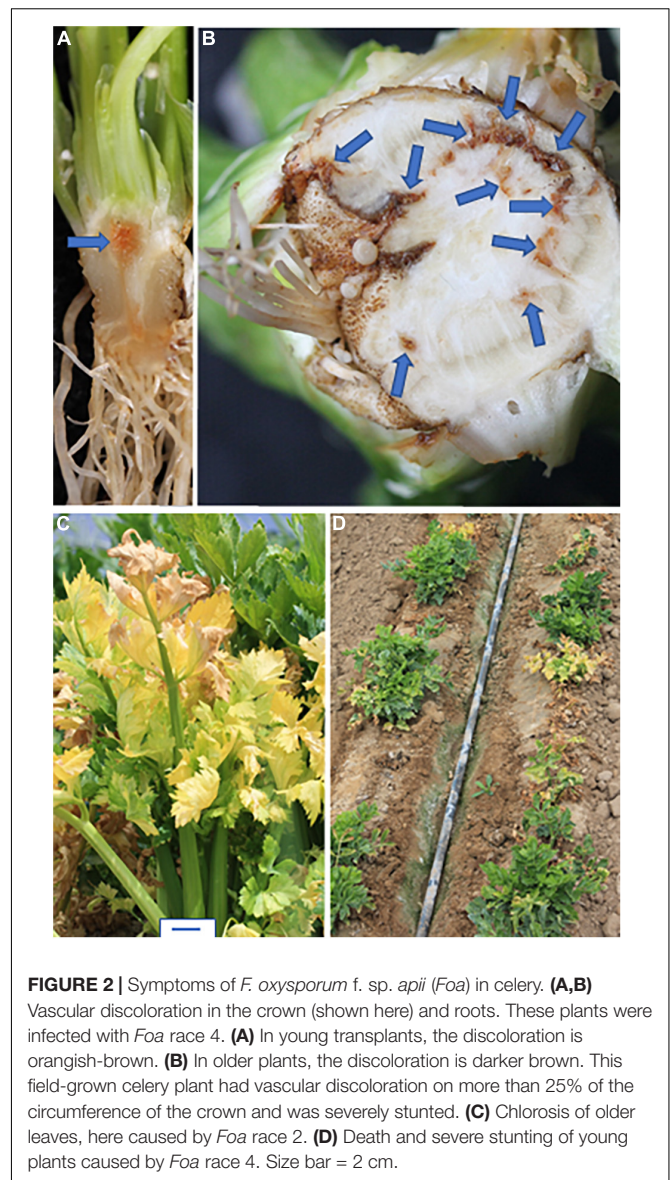 A
B
C
D
FIGURE 2 | Symptoms of F. oxysporum f. sp. apii (Foa) in celery. (A,B)
Vascular discoloration in the crown (shown here) and roots. These plants were
infected with Foa race 4. (A) In young transplants, the discoloration is
orangish-brown. (B) In older plants, the discoloration is darker brown. This
field-grown celery plant had vascular discoloration on more than 25% of the
circumference of the crown and was severely stunted. (C) Chlorosis of older
leaves, here caused by Foa race 2. (D) Death and severe stunting of young
plants caused by Foa race 4. Size bar = 2 cm.